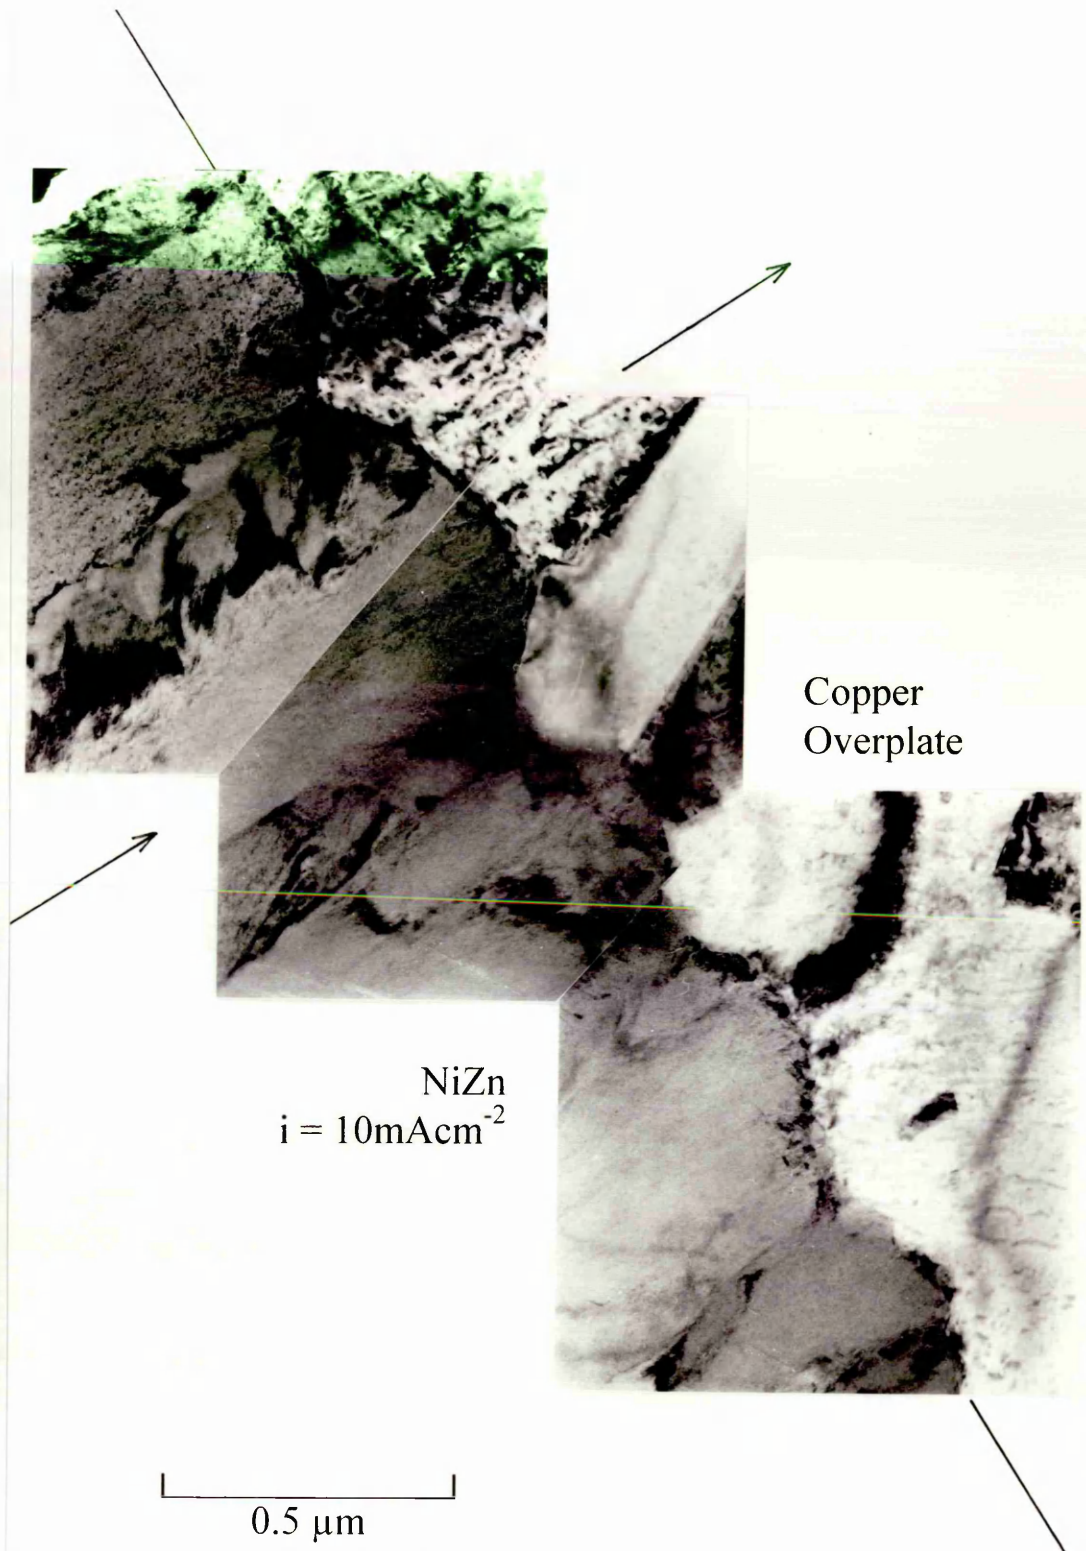 Copper
Overplate
NiZn
i = 10mAcm⁻²
0.5 µm